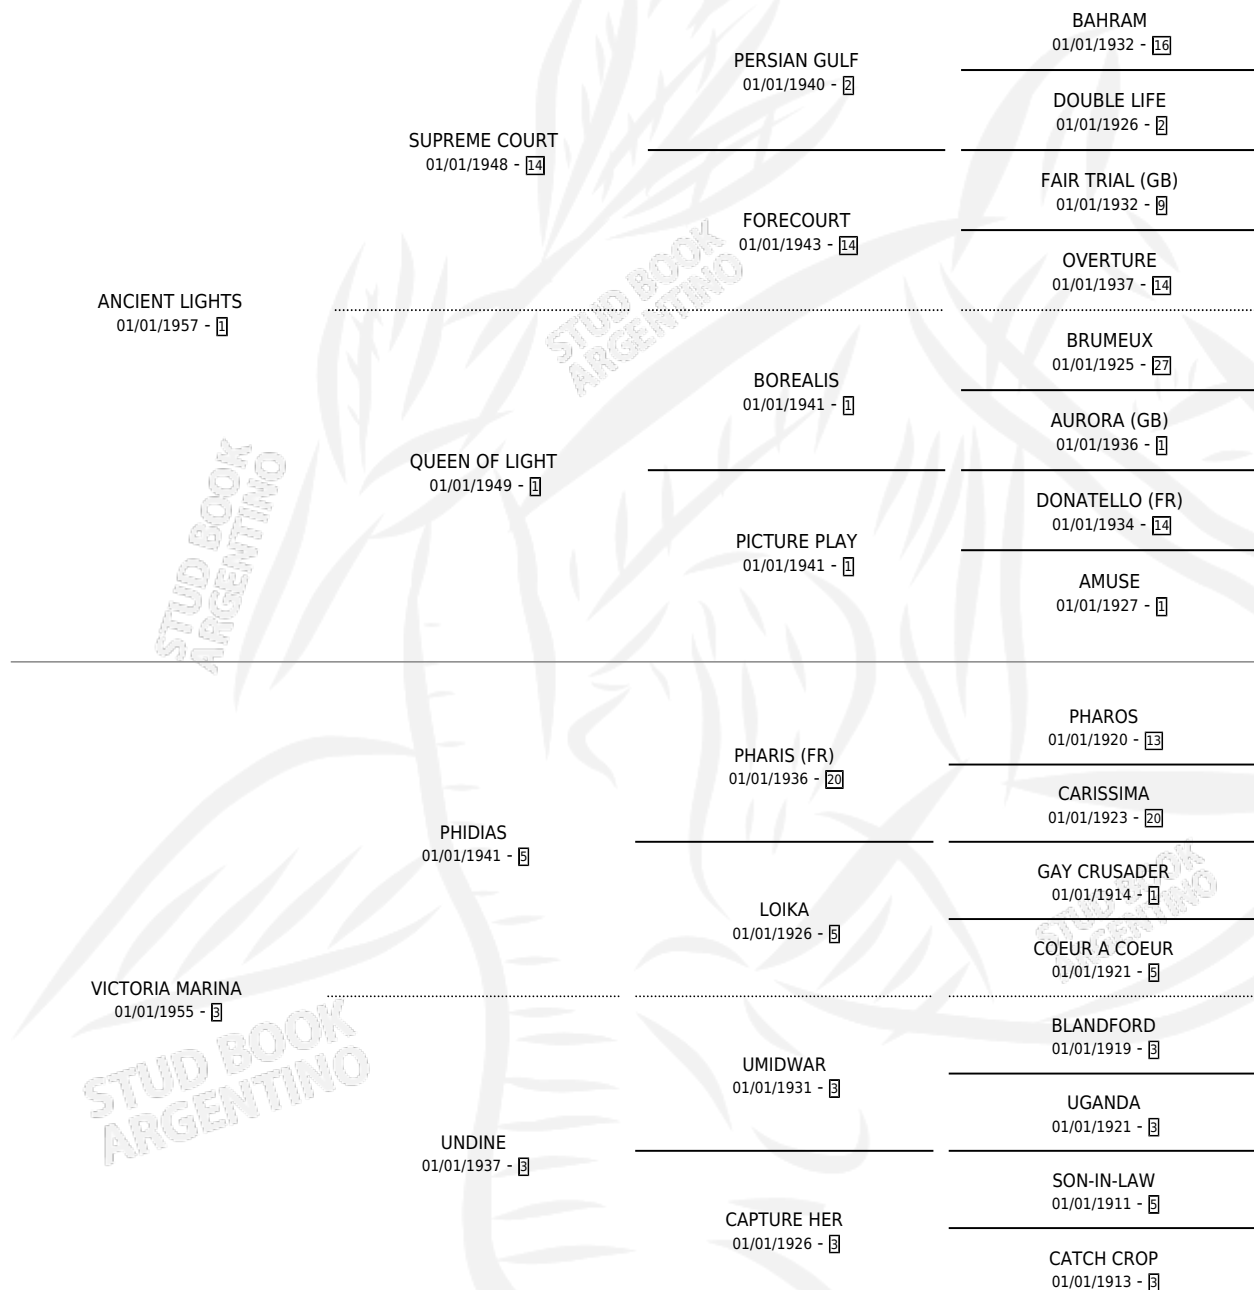 BAHRAM
01/01/1932 - 16
PERSIAN GULF
01/01/1940 - 2
DOUBLE LIFE
01/01/1926 - 2
SUPREME COURT
01/01/1948 - 14
FAIR TRIAL (GB)
01/01/1932 - 9
FORECOURT
01/01/1943 - 14
OVERTURE
01/01/1937 - 14
ANCIENT LIGHTS
01/01/1957 - 1
BRUMEUX
01/01/1925 - 27
BOREALIS
01/01/1941 - 1
AURORA (GB)
01/01/1936 - 1
QUEEN OF LIGHT
01/01/1949 - 1
DONATELLO (FR)
01/01/1934 - 14
PICTURE PLAY
01/01/1941 - 1
AMUSE
01/01/1927 - 1
STUD BOOK
ARGENTINO
STUD BOOK
ARGENTINO
PHAROS
01/01/1920 - 13
PHARIS (FR)
01/01/1936 - 20
CARISSIMA
01/01/1923 - 20
PHIDIAS
01/01/1941 - 5
GAY CRUSADER
01/01/1914 - 1
LOIKA
01/01/1926 - 5
COEUR A COEUR
01/01/1921 - 5
STUD BOOK
ARGENTINO
VICTORIA MARINA
01/01/1955 - 3
BLANDFORD
01/01/1919 - 3
UMIDWAR
01/01/1931 - 3
UGANDA
01/01/1921 - 3
STUD BOOK
ARGENTINO
UNDINE
01/01/1937 - 3
SON-IN-LAW
01/01/1911 - 5
CAPTURE HER
01/01/1926 - 3
CATCH CROP
01/01/1913 - 3